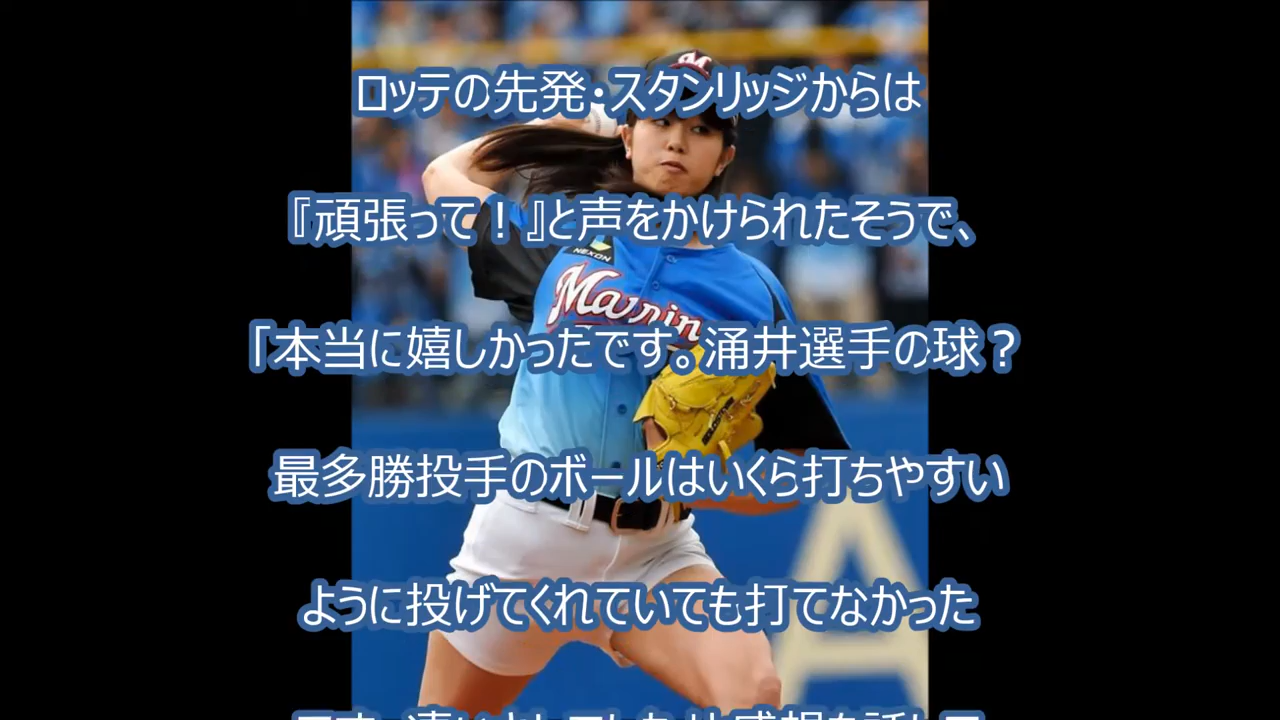 ロッテの先発・スタンリッジからは
『頑張って！』と声をかけられたそうで、
NEXON
Marin
「本当に嬉しかったです。涌井選手の球？
最多勝投手のボールはいくら打ちやすい
ように投げてくれていても打てなかった
A